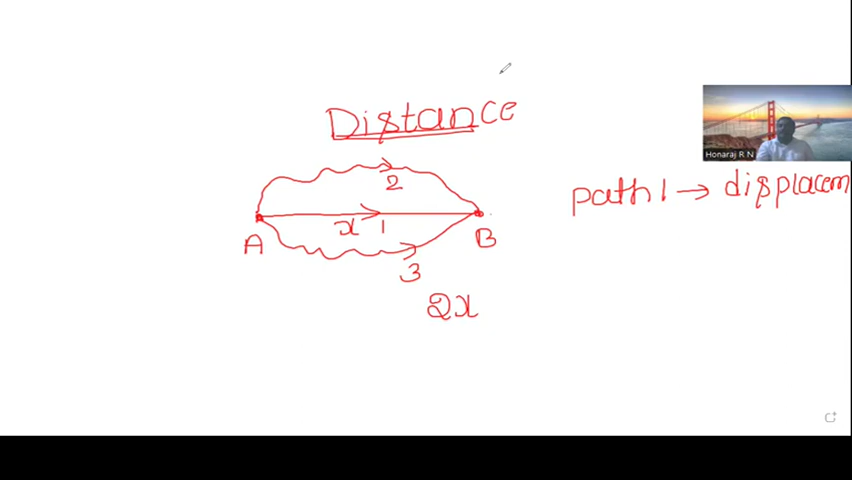 Distance
Honaraj R N
path 1 → displacem
2
x 1
A
B
3
2x